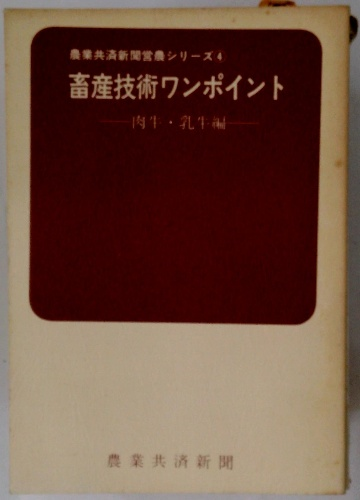 農業共済新聞営農シリーズ④
畜産技術ワンポイント
——肉牛・乳牛編——
農業共済新聞